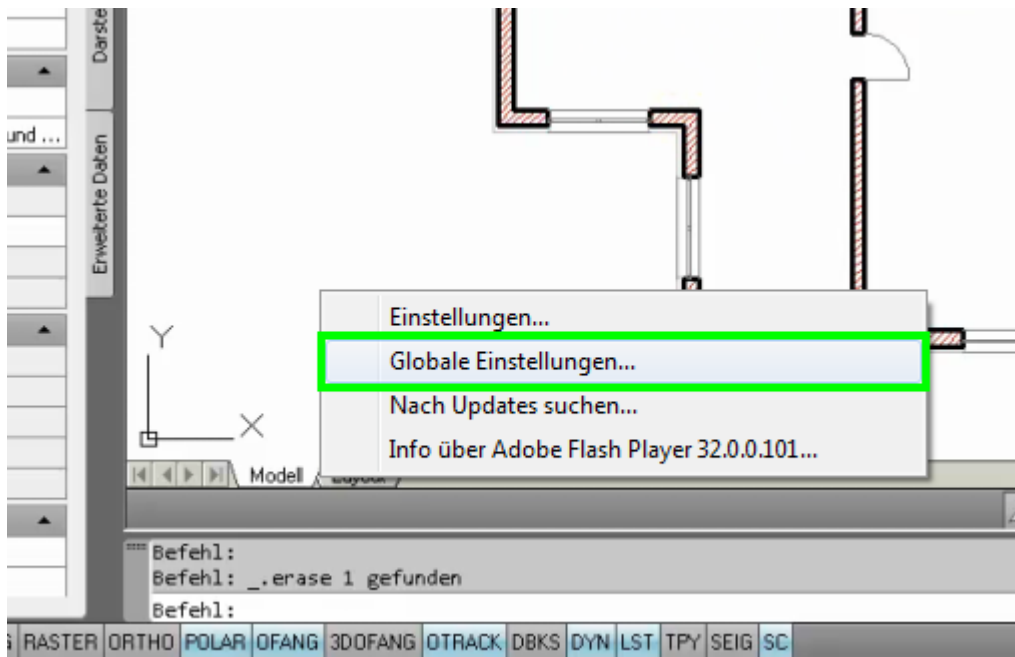 Darste
und ...
Erweiterte Daten
Einstellungen...
Globale Einstellungen...
Nach Updates suchen...
Info über Adobe Flash Player 32.0.0.101...
Y
X
Modell
Befehl:
Befehl: _.erase 1 gefunden
Befehl:
RASTER ORTHO POLAR OFANG 3DOFANG OTRACK DBKS DYN LST TPY SEIG SC